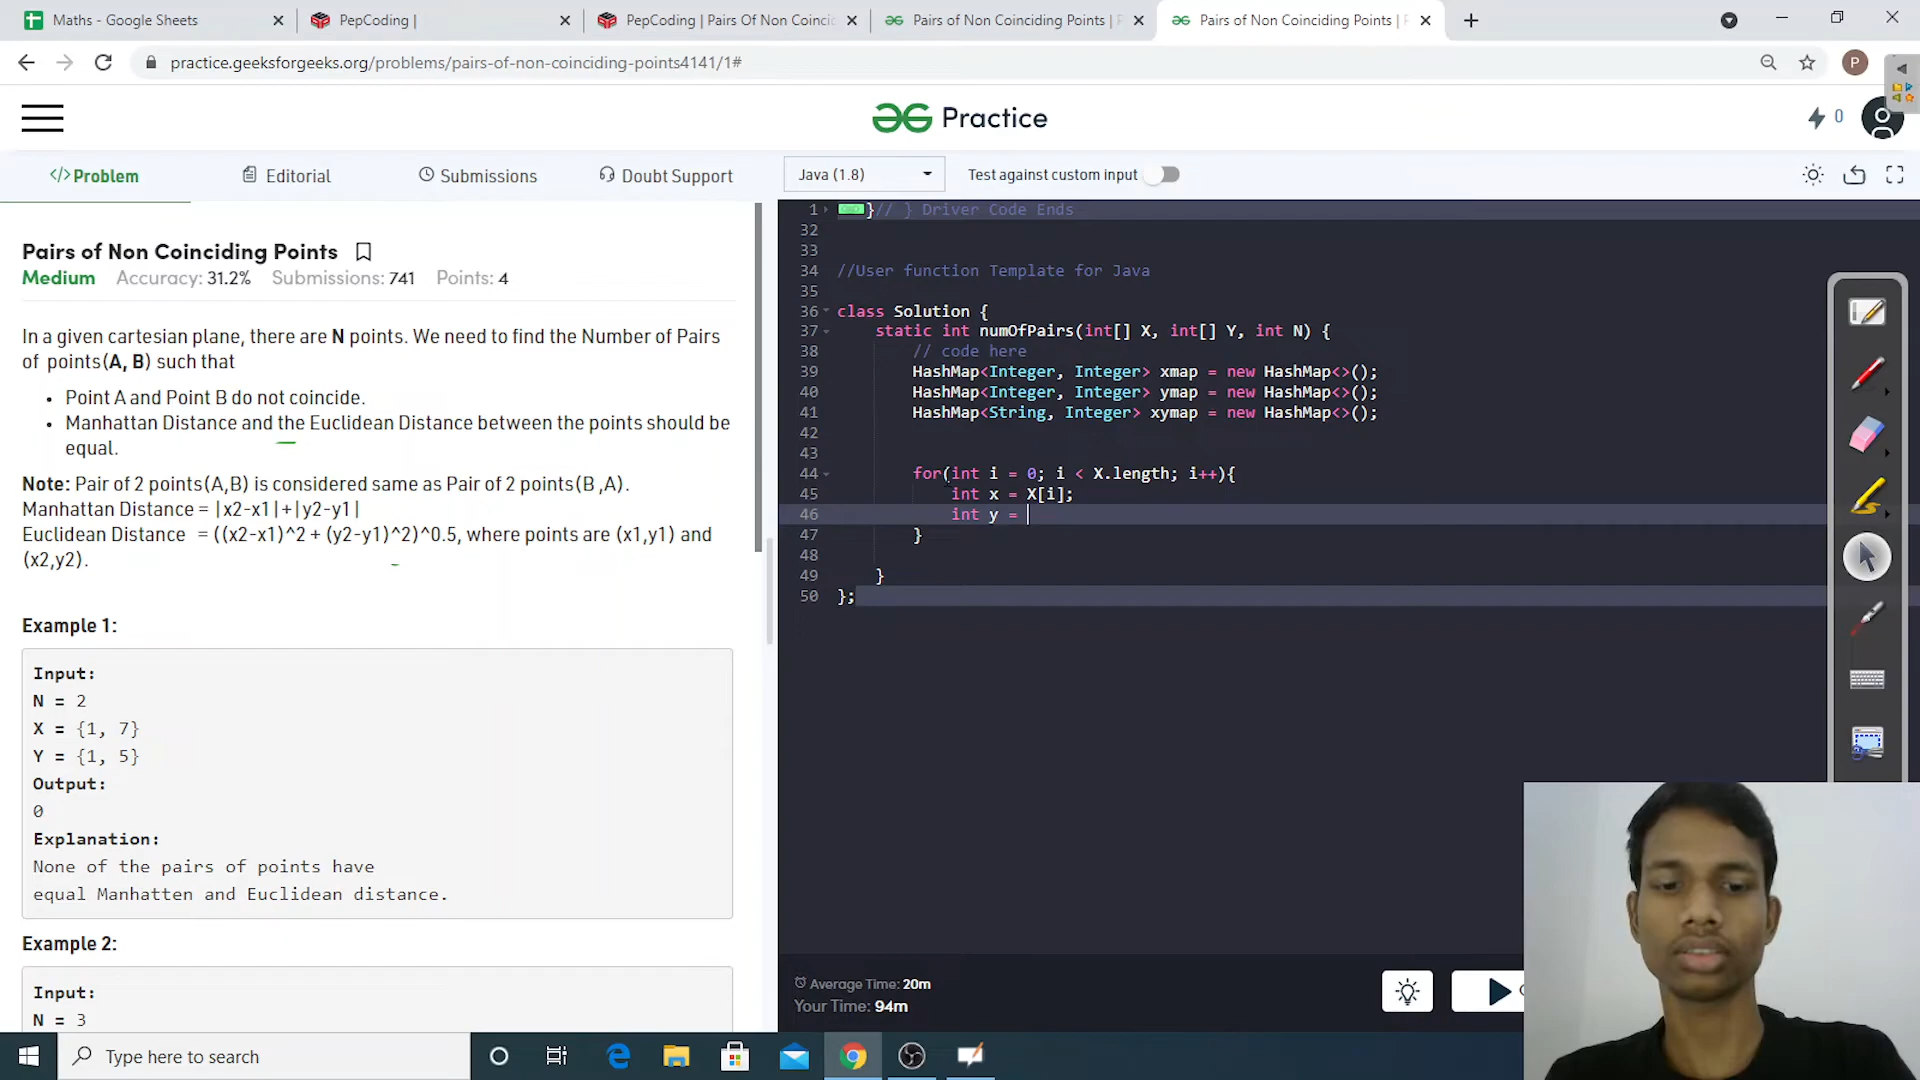 Maths - Google Sheets
PepCoding |
PepCoding | Pairs Of Non Coinci
Pairs of Non Coinciding Points |
Pairs of Non Coinciding Points |
practice.geeksforgeeks.org/problems/pairs-of-non-coinciding-points4141/1#
P
Practice
0
</> Problem
Editorial
Submissions
Doubt Support
Java (1.8)
Test against custom input
Pairs of Non Coinciding Points
Medium Accuracy: 31.2% Submissions: 741 Points: 4
In a given cartesian plane, there are N points. We need to find the Number of Pairs
of points(A, B) such that
• Point A and Point B do not coincide.
• Manhattan Distance and the Euclidean Distance between the points should be
equal.
Note: Pair of 2 points(A,B) is considered same as Pair of 2 points(B ,A).
Manhattan Distance = |x2-x1|+|y2-y1|
Euclidean Distance = ((x2-x1)^2 + (y2-y1)^2)^0.5, where points are (x1,y1) and
(x2,y2).
Example 1:
Input:
N = 2
X = {1, 7}
Y = {1, 5}
Output:
0
Explanation:
None of the pairs of points have
equal Manhatten and Euclidean distance.
Example 2:
Input:
N = 3
1 }// } Driver Code Ends
32
33
34 //User function Template for Java
35
36 class Solution {
37 static int numOfPairs(int[] X, int[] Y, int N) {
38 // code here
39 HashMap<Integer, Integer> xmap = new HashMap<>();
40 HashMap<Integer, Integer> ymap = new HashMap<>();
41 HashMap<String, Integer> xymap = new HashMap<>();
42
43
44 for(int i = 0; i < X.length; i++){
45 int x = X[i];
46 int y =
47 }
48
49 }
50 };
Average Time: 20m
Your Time: 94m
Type here to search